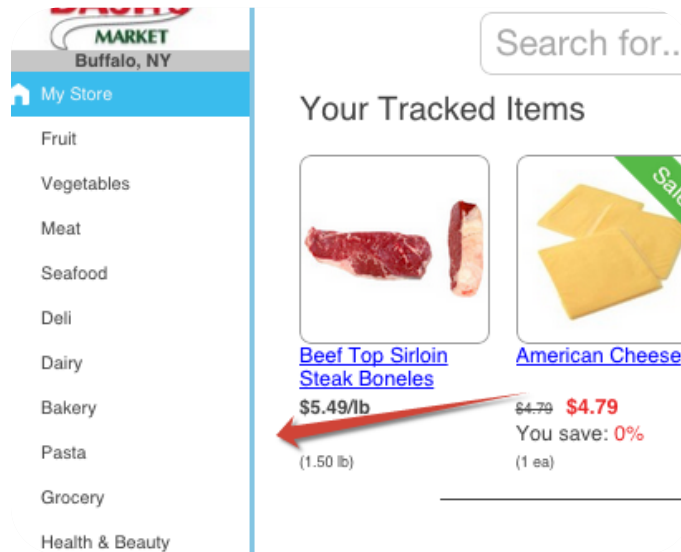 MARKET
Buffalo, NY
My Store
Fruit
Vegetables
Meat
Seafood
Deli
Dairy
Bakery
Pasta
Grocery
Health & Beauty
Search for..
Your Tracked Items
Sale
Beef Top Sirloin
Steak Boneles
$5.49/lb
(1.50 lb)
American Cheese
$4.79 $4.79
You save: 0%
(1 ea)